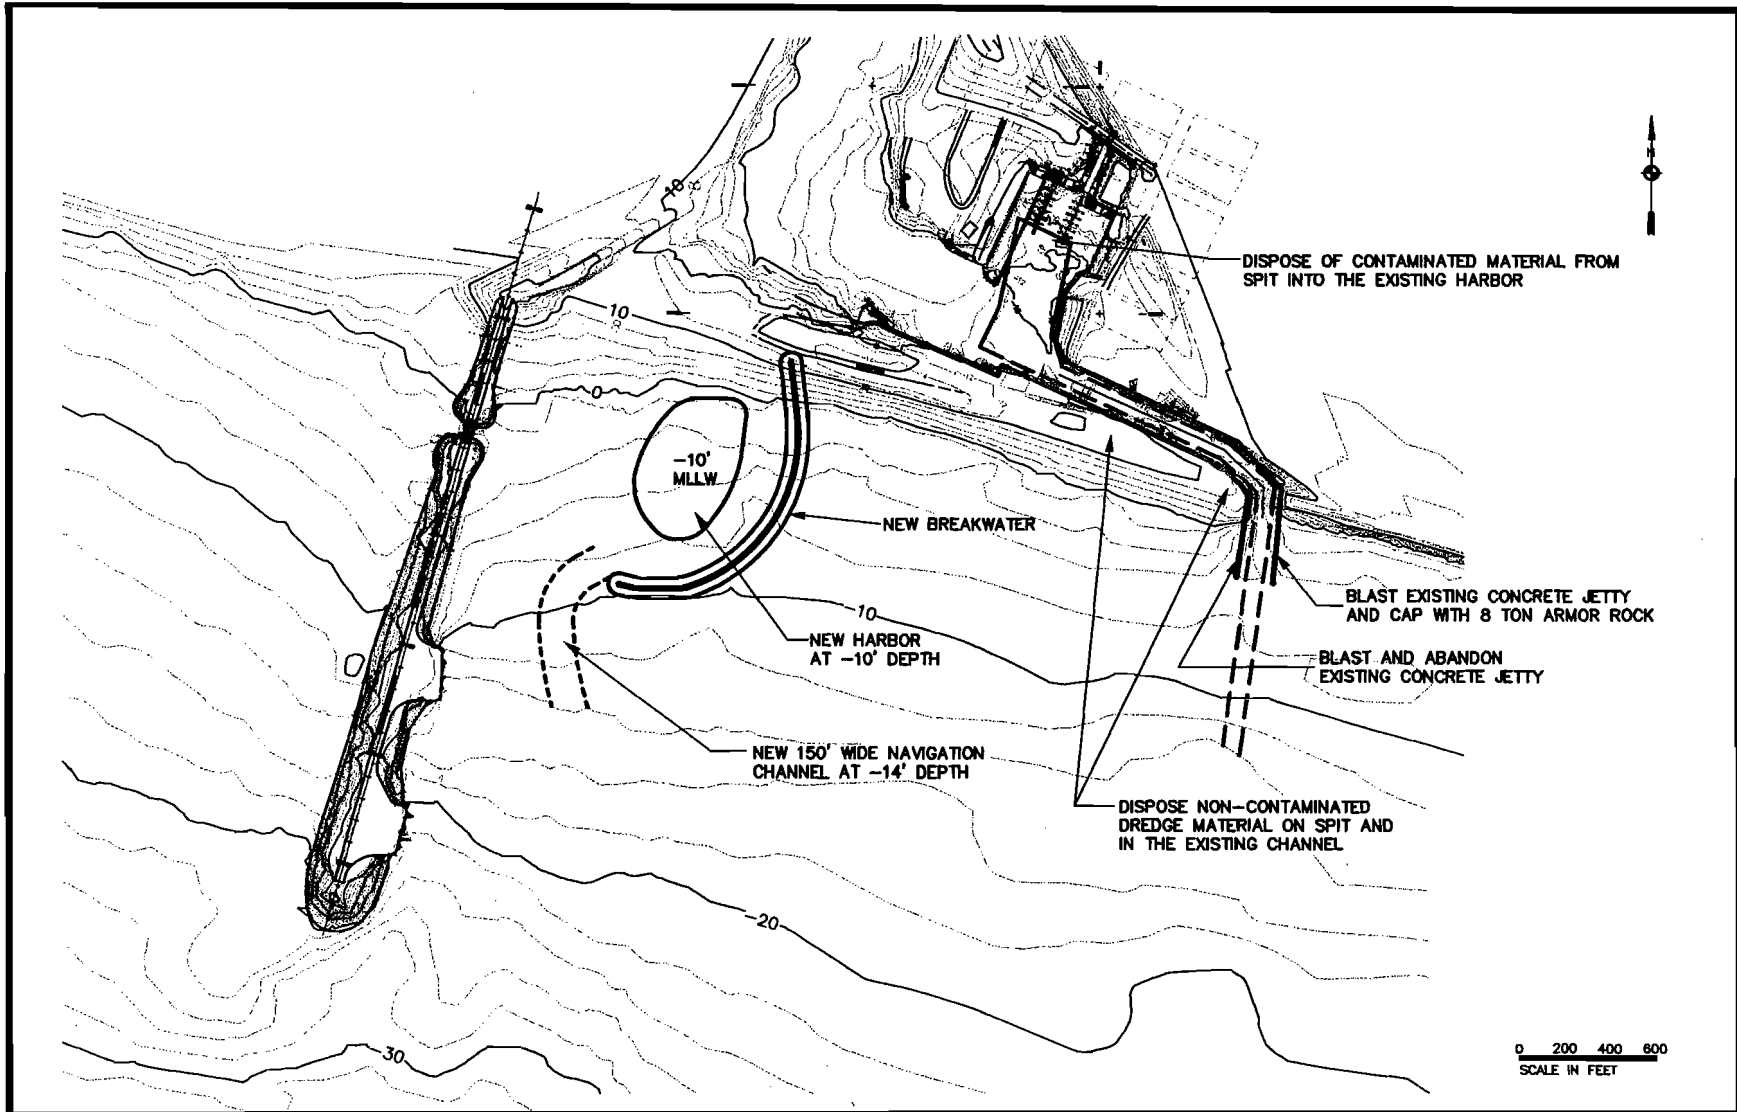 10
N
DISPOSE OF CONTAMINATED MATERIAL FROM
SPIT INTO THE EXISTING HARBOR
10
0
-10'
MLLW
NEW BREAKWATER
BLAST EXISTING CONCRETE JETTY
AND CAP WITH 8 TON ARMOR ROCK
-10
NEW HARBOR
AT -10' DEPTH
BLAST AND ABANDON
EXISTING CONCRETE JETTY
NEW 150' WIDE NAVIGATION
CHANNEL AT -14' DEPTH
DISPOSE NON-CONTAMINATED
DREDGE MATERIAL ON SPIT AND
IN THE EXISTING CHANNEL
-20
-30
0 200 400 600
SCALE IN FEET